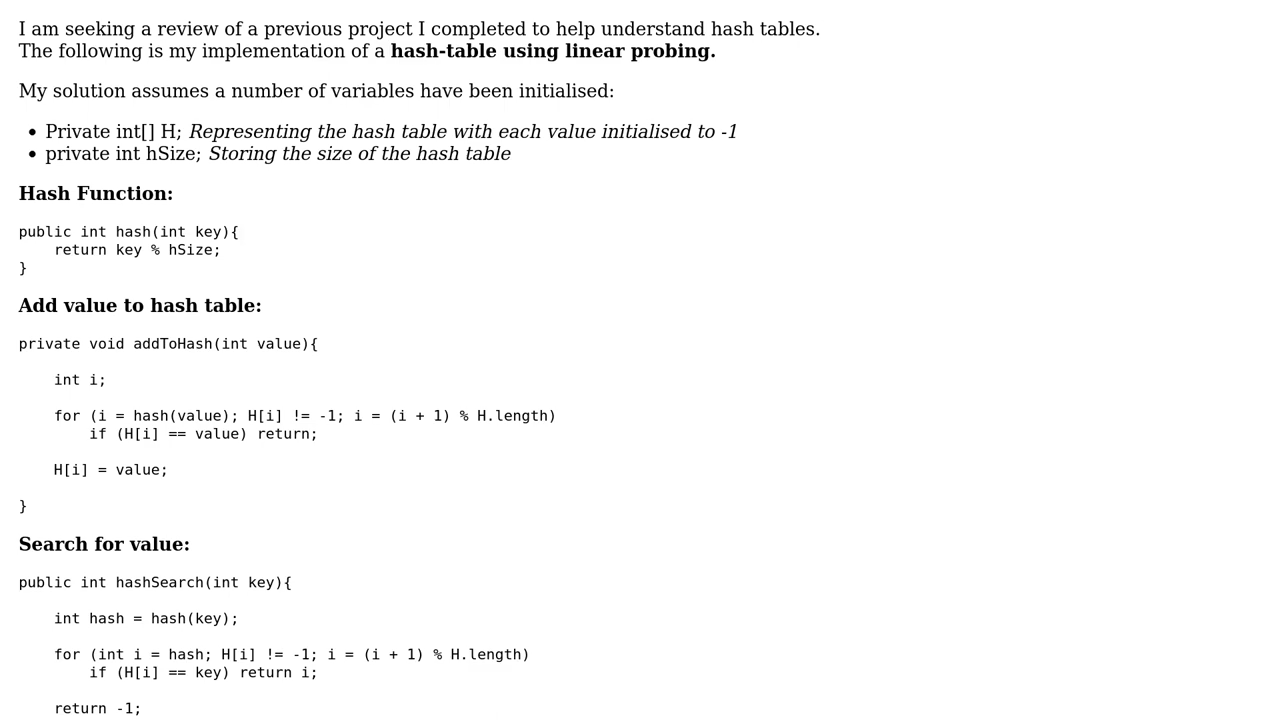 I am seeking a review of a previous project I completed to help understand hash tables.
The following is my implementation of a hash-table using linear probing.
My solution assumes a number of variables have been initialised:
• Private int[] H; Representing the hash table with each value initialised to -1
• private int hSize; Storing the size of the hash table
Hash Function:
public int hash(int key){
    return key % hSize;
}
Add value to hash table:
private void addToHash(int value){
    int i;
    for (i = hash(value); H[i] != -1; i = (i + 1) % H.length)
        if (H[i] == value) return;
    H[i] = value;
}
Search for value:
public int hashSearch(int key){
    int hash = hash(key);
    for (int i = hash; H[i] != -1; i = (i + 1) % H.length)
        if (H[i] == key) return i;
    return -1;